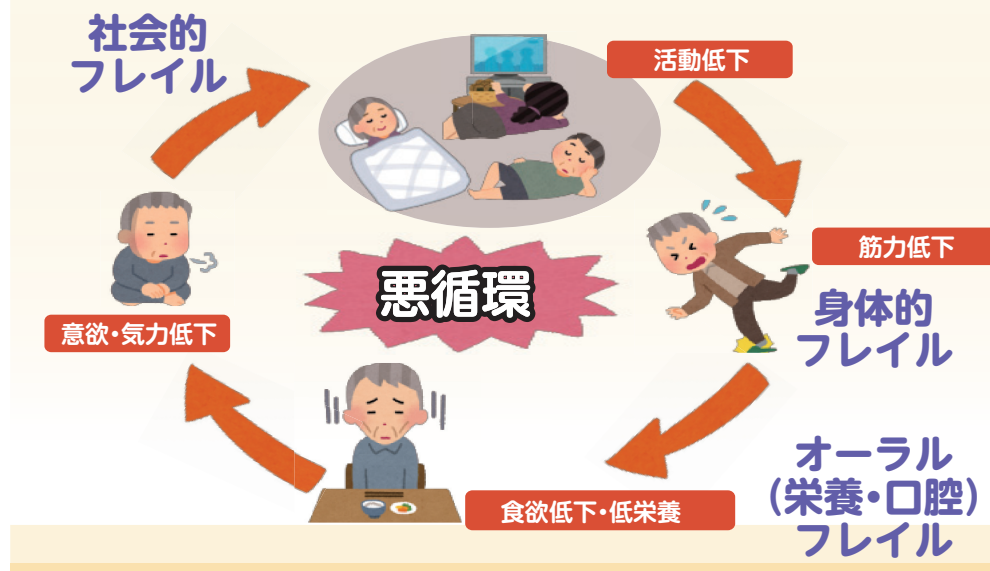 社会的
フレイル
活動低下
筋力低下
身体的
フレイル
悪循環
意欲・気力低下
オーラル
（栄養・口腔）
フレイル
食欲低下・低栄養